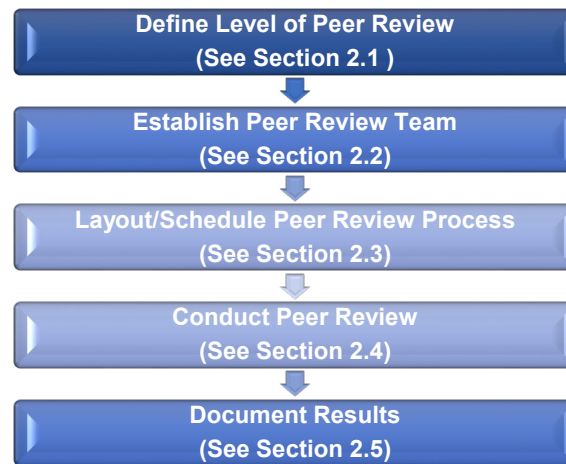 Define Level of Peer Review
(See Section 2.1 )
Establish Peer Review Team
(See Section 2.2)
Layout/Schedule Peer Review Process
(See Section 2.3)
Conduct Peer Review
(See Section 2.4)
Document Results
(See Section 2.5)